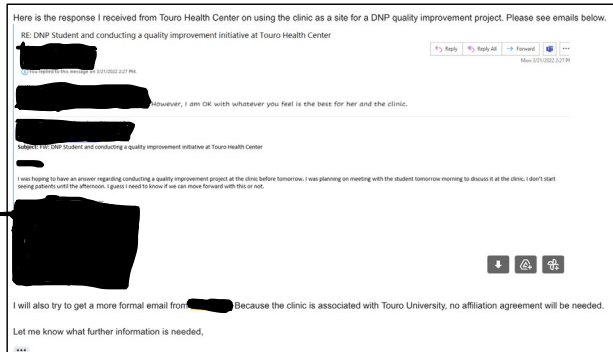 Here is the response I received from Touro Health Center on using the clinic as a site for a DNP quality improvement project. Please see emails below.
RE: DNP Student and conducting a quality improvement initiative at Touro Health Center
Reply Reply All Forward
Mon 3/21/2022 2:27 PM
You replied to this message on 3/21/2022 2:27 PM.
However, I am OK with whatever you feel is the best for her and the clinic.
Subject: FW: DNP Student and conducting a quality improvement initiative at Touro Health Center
I was hoping to have an answer regarding conducting a quality improvement project at the clinic before tomorrow. I was planning on meeting with the student tomorrow morning to discuss it at the clinic. I don't start
seeing patients until the afternoon. I guess I need to know if we can move forward with this or not.
I will also try to get a more formal email from Because the clinic is associated with Touro University, no affiliation agreement will be needed.
Let me know what further information is needed,